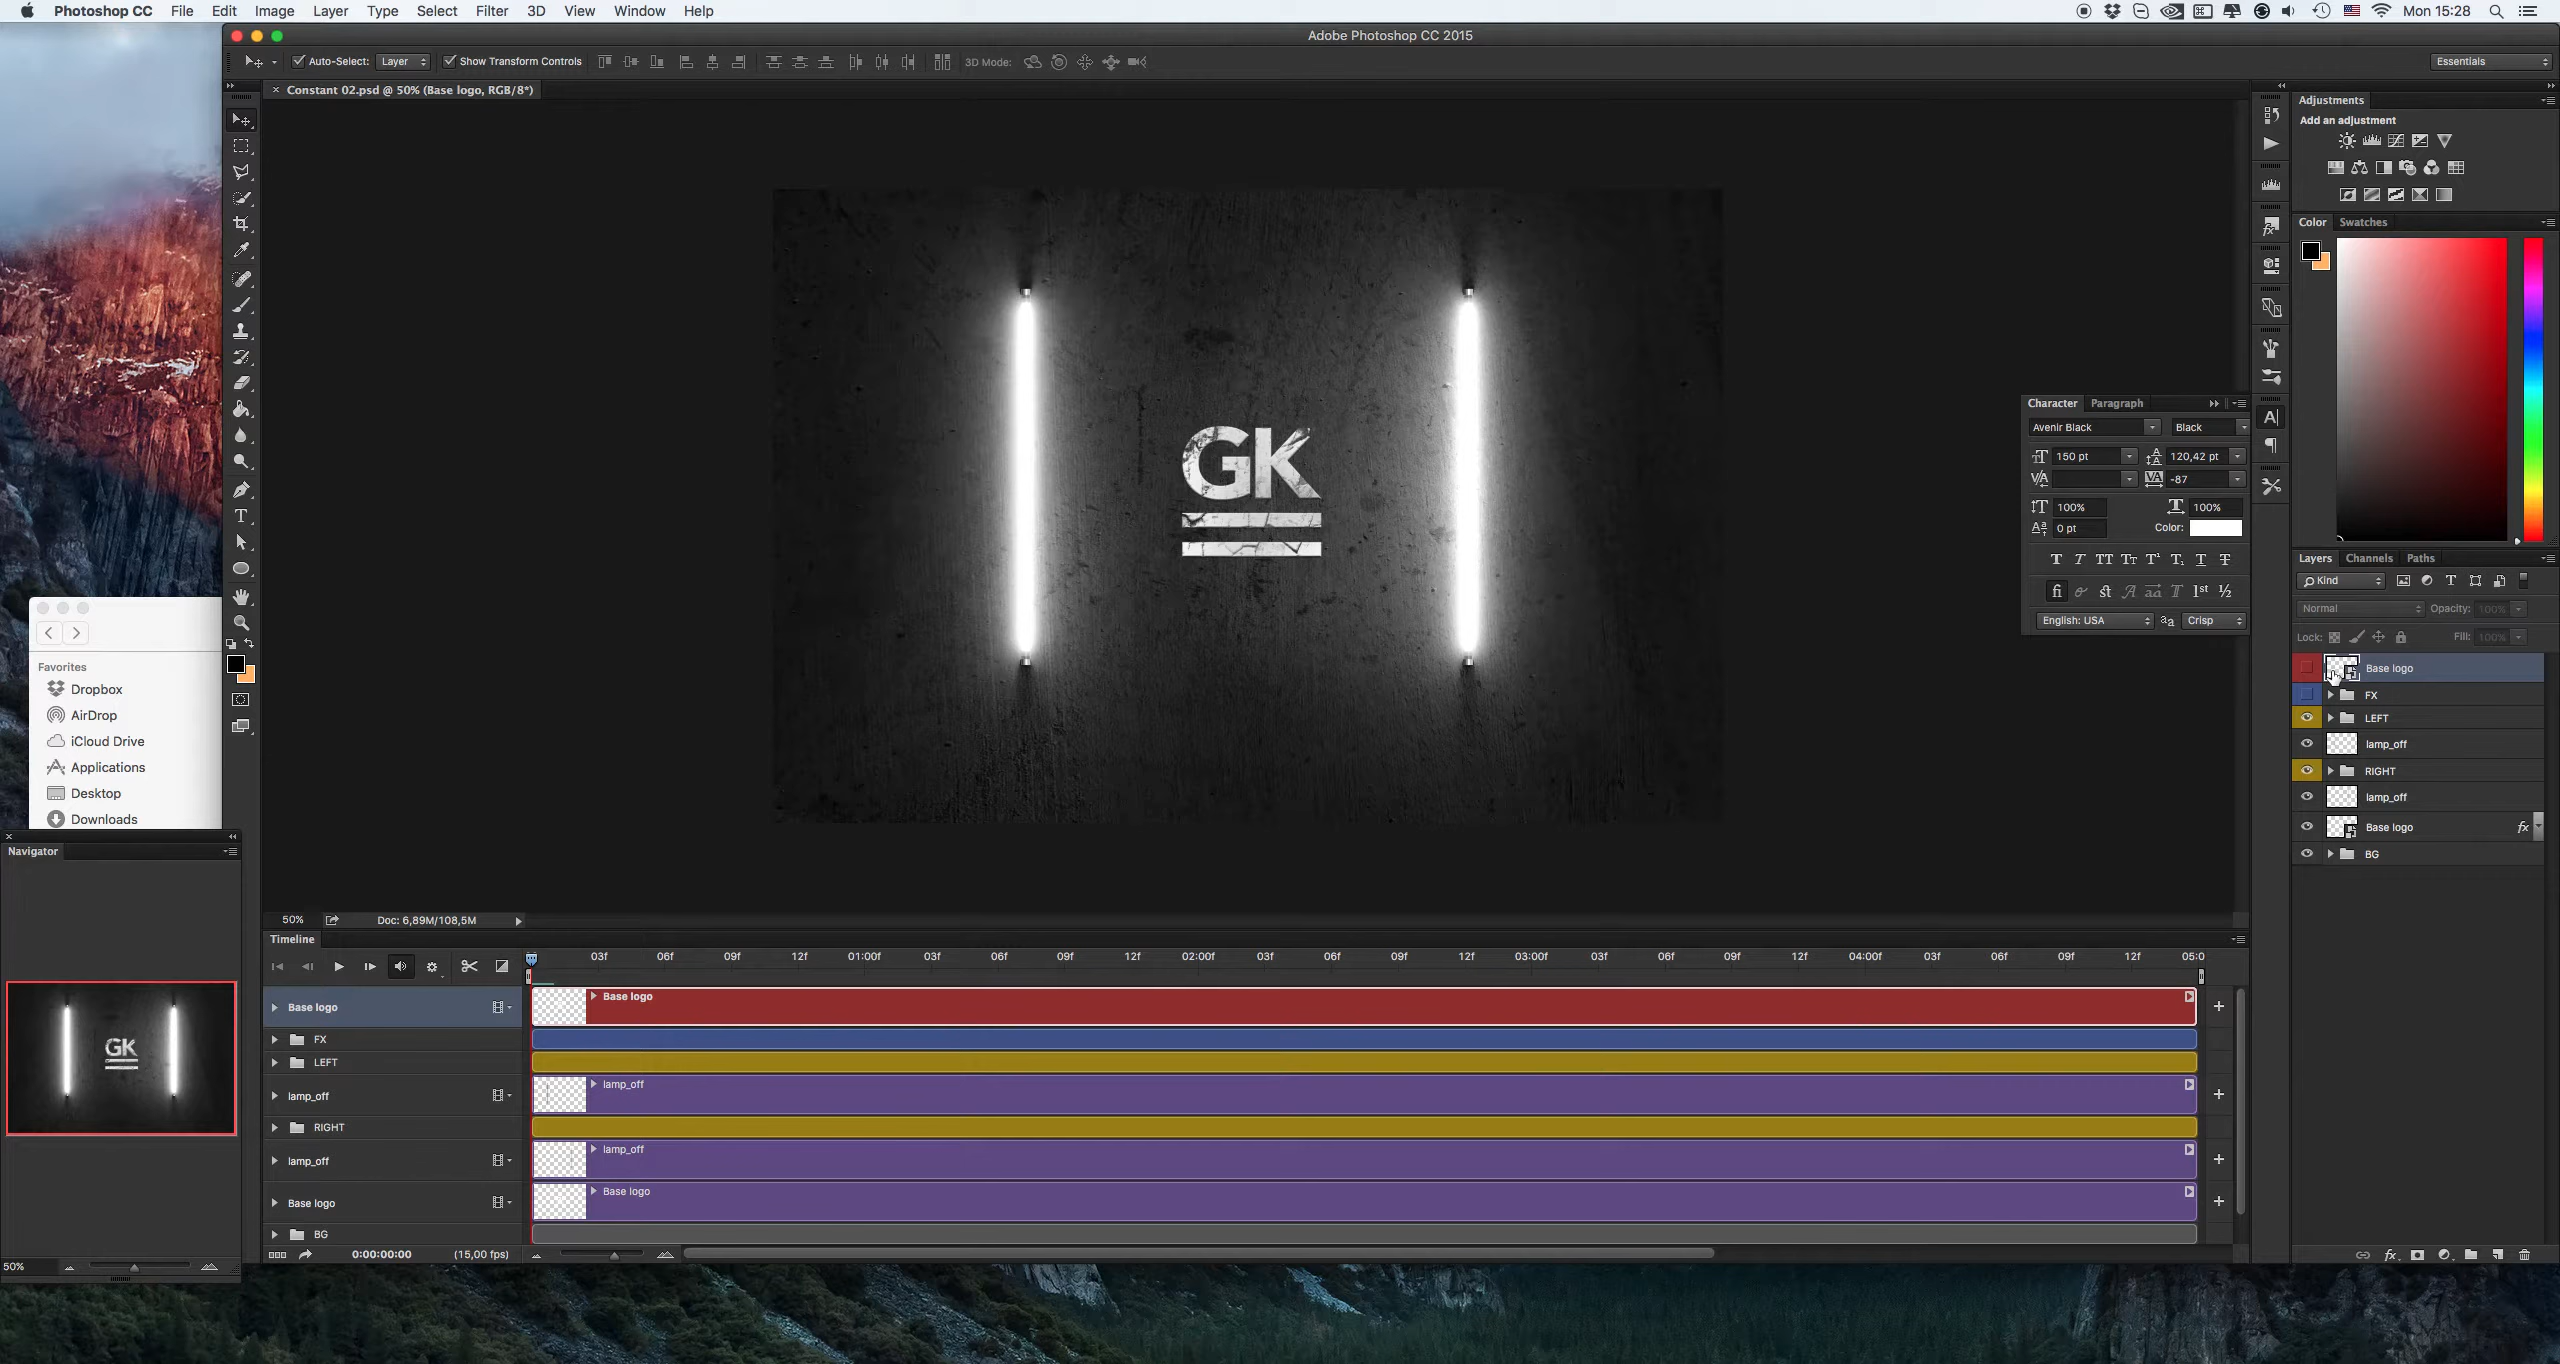 Photoshop CC File Edit Image Layer Type Select Filter 3D View Window Help Mon 15:28
Adobe Photoshop CC 2015
Auto-Select: Layer Show Transform Controls 3D Mode: Essentials
× Constant 02.psd @ 50% (Base logo, RGB/8*)
GK
Adjustments
Add an adjustment
Color Swatches
Character Paragraph
Avenir Black Black
150 pt 120,42 pt
-87
100% 100%
0 pt Color:
English: USA Crisp
Layers Channels Paths
Kind
Normal Opacity: 100%
Lock: Fill: 100%
Base logo
FX
LEFT
lamp_off
RIGHT
lamp_off
Base logo fx
BG
Favorites
Dropbox
AirDrop
iCloud Drive
Applications
Desktop
Downloads
Navigator
GK
50%
50% Doc: 6,89M/108,5M
Timeline
03f 06f 09f 12f 01:00f 03f 06f 09f 12f 02:00f 03f 06f 09f 12f 03:00f 03f 06f 09f 12f 04:00f 03f 06f 09f 12f 05:0
Base logo Base logo
FX
LEFT
lamp_off lamp_off
RIGHT
lamp_off lamp_off
Base logo Base logo
BG
0:00:00:00 (15,00 fps)